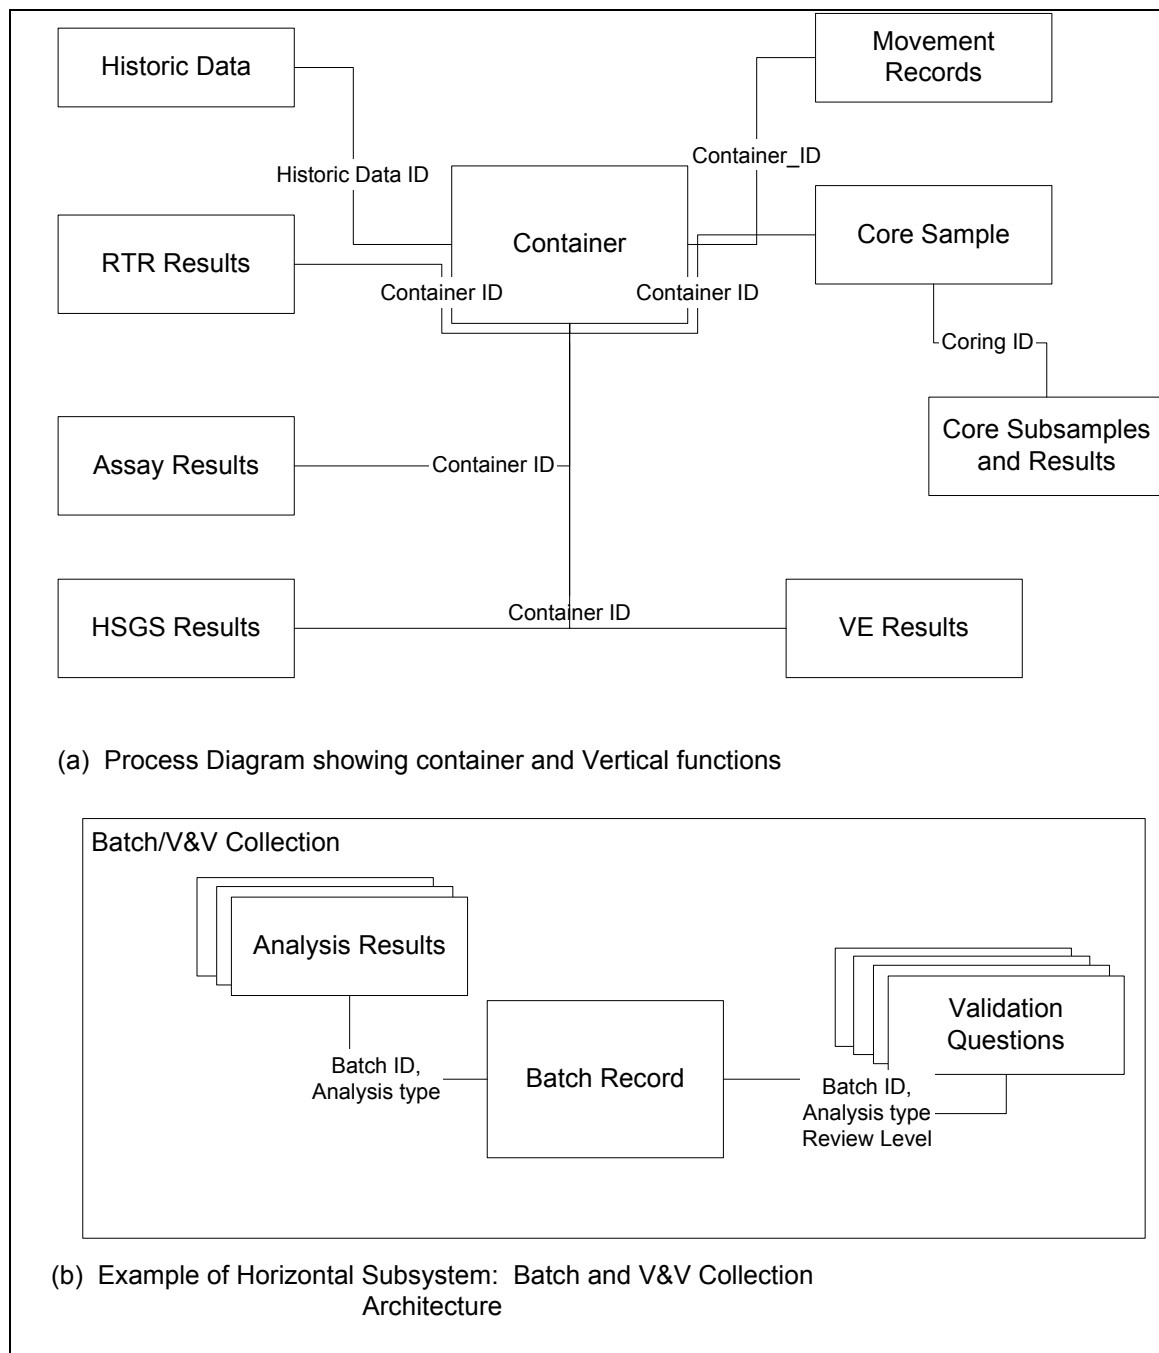 Historic Data
Movement
Records
Historic Data ID
Container_ID
Container
RTR Results
Core Sample
Container ID
Container ID
Coring ID
Core Subsamples
and Results
Assay Results
Container ID
HSGS Results
Container ID
VE Results
(a)  Process Diagram showing container and Vertical functions
Batch/V&V Collection
Analysis Results
Validation
Questions
Batch ID,
Analysis type
Batch Record
Batch ID,
Analysis type
Review Level
(b)  Example of Horizontal Subsystem:  Batch and V&V Collection
Architecture